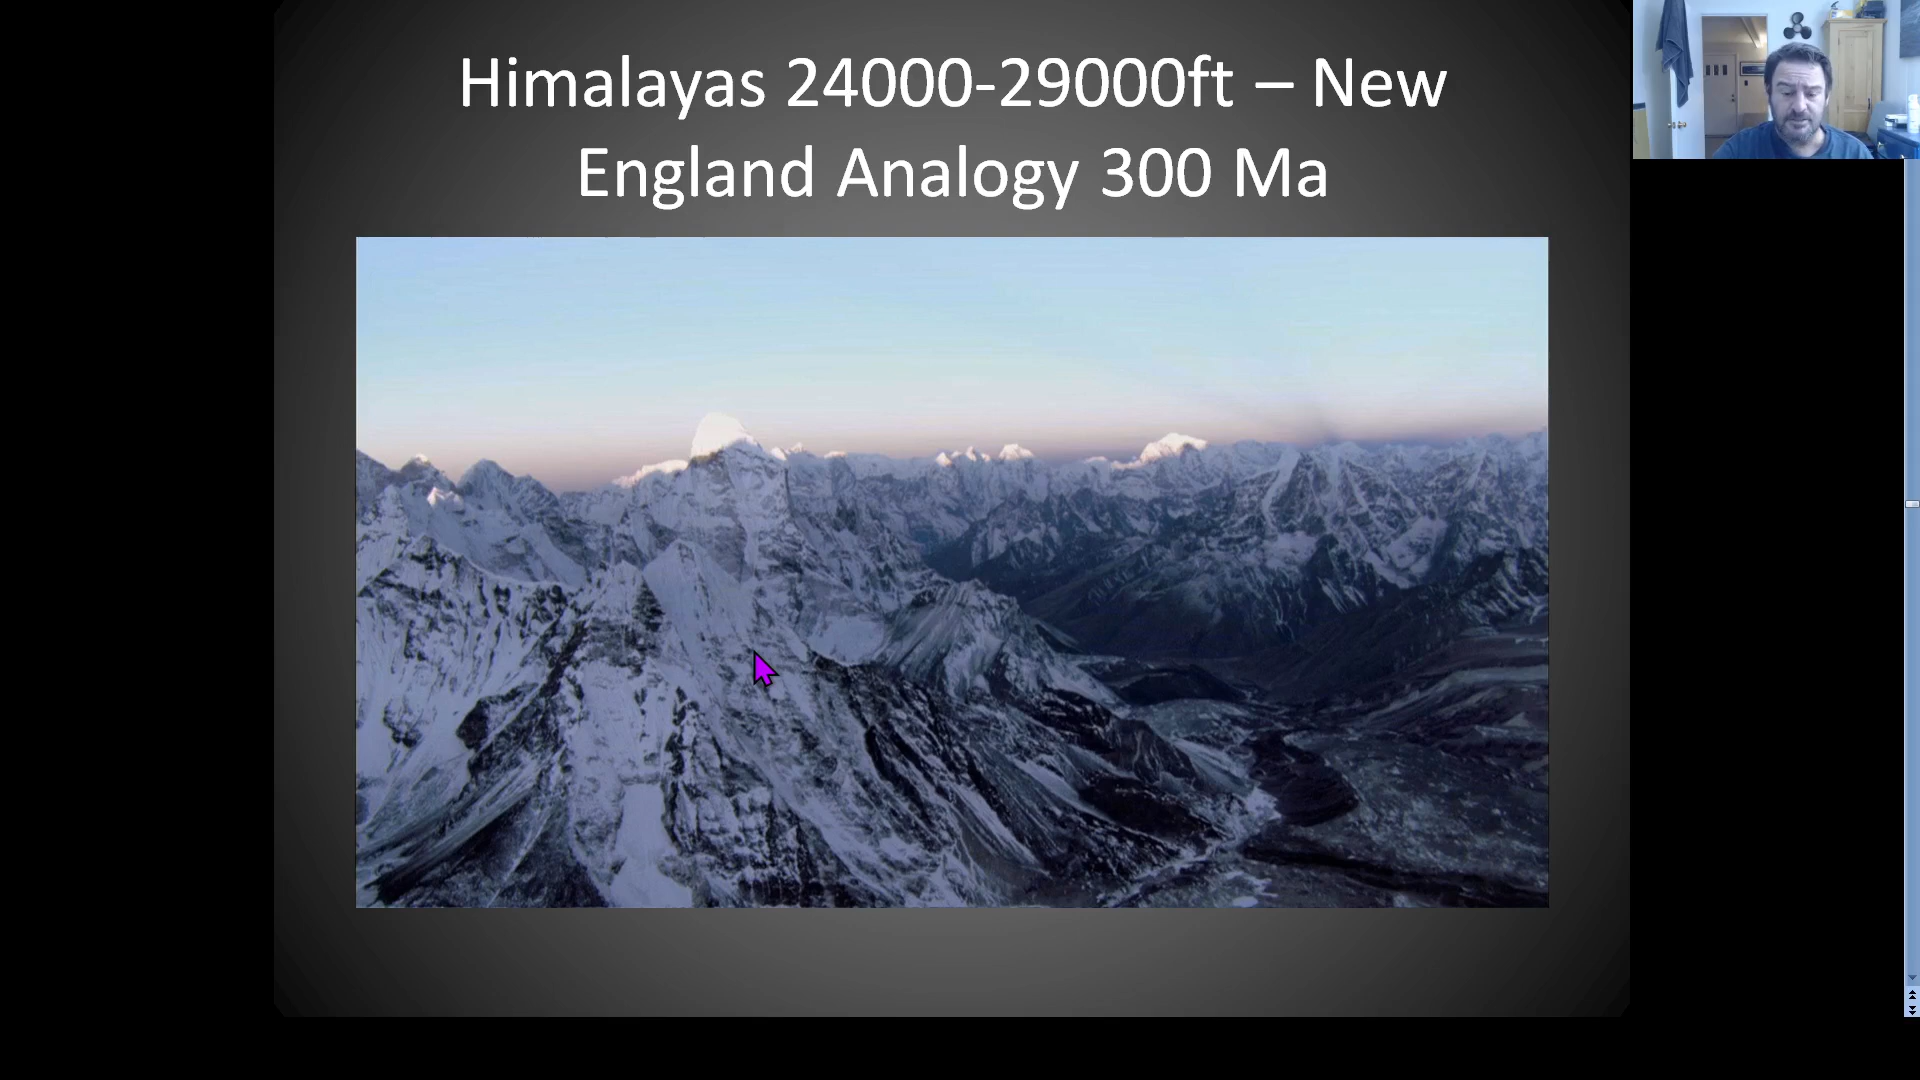 Himalayas 24000-29000ft – New
England Analogy 300 Ma